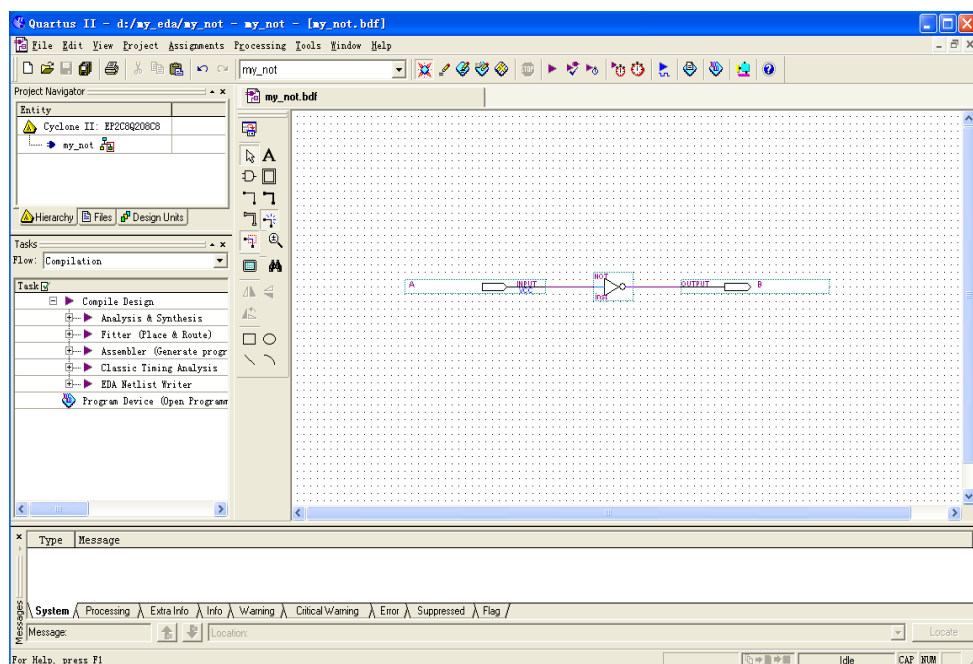 Quartus II - d:/my_eda/my_not - my_not - [my_not.bdf]
File Edit View Project Assignments Processing Tools Window Help
my_not
Project Navigator
my_not.bdf
Entity
Cyclone II: EP2C8Q208C8
my_not
A
Hierarchy Files Design Units
Tasks
Flow: Compilation
NOT
A INPUT VCC inst OUTPUT B
Task
Compile Design
Analysis & Synthesis
Fitter (Place & Route)
Assembler (Generate progr
Classic Timing Analysis
EDA Netlist Writer
Program Device (Open Programm
Type Message
Messages
System Processing Extra Info Info Warning Critical Warning Error Suppressed Flag
Message: Location: Locate
For Help, press F1 Idle CAP NUM